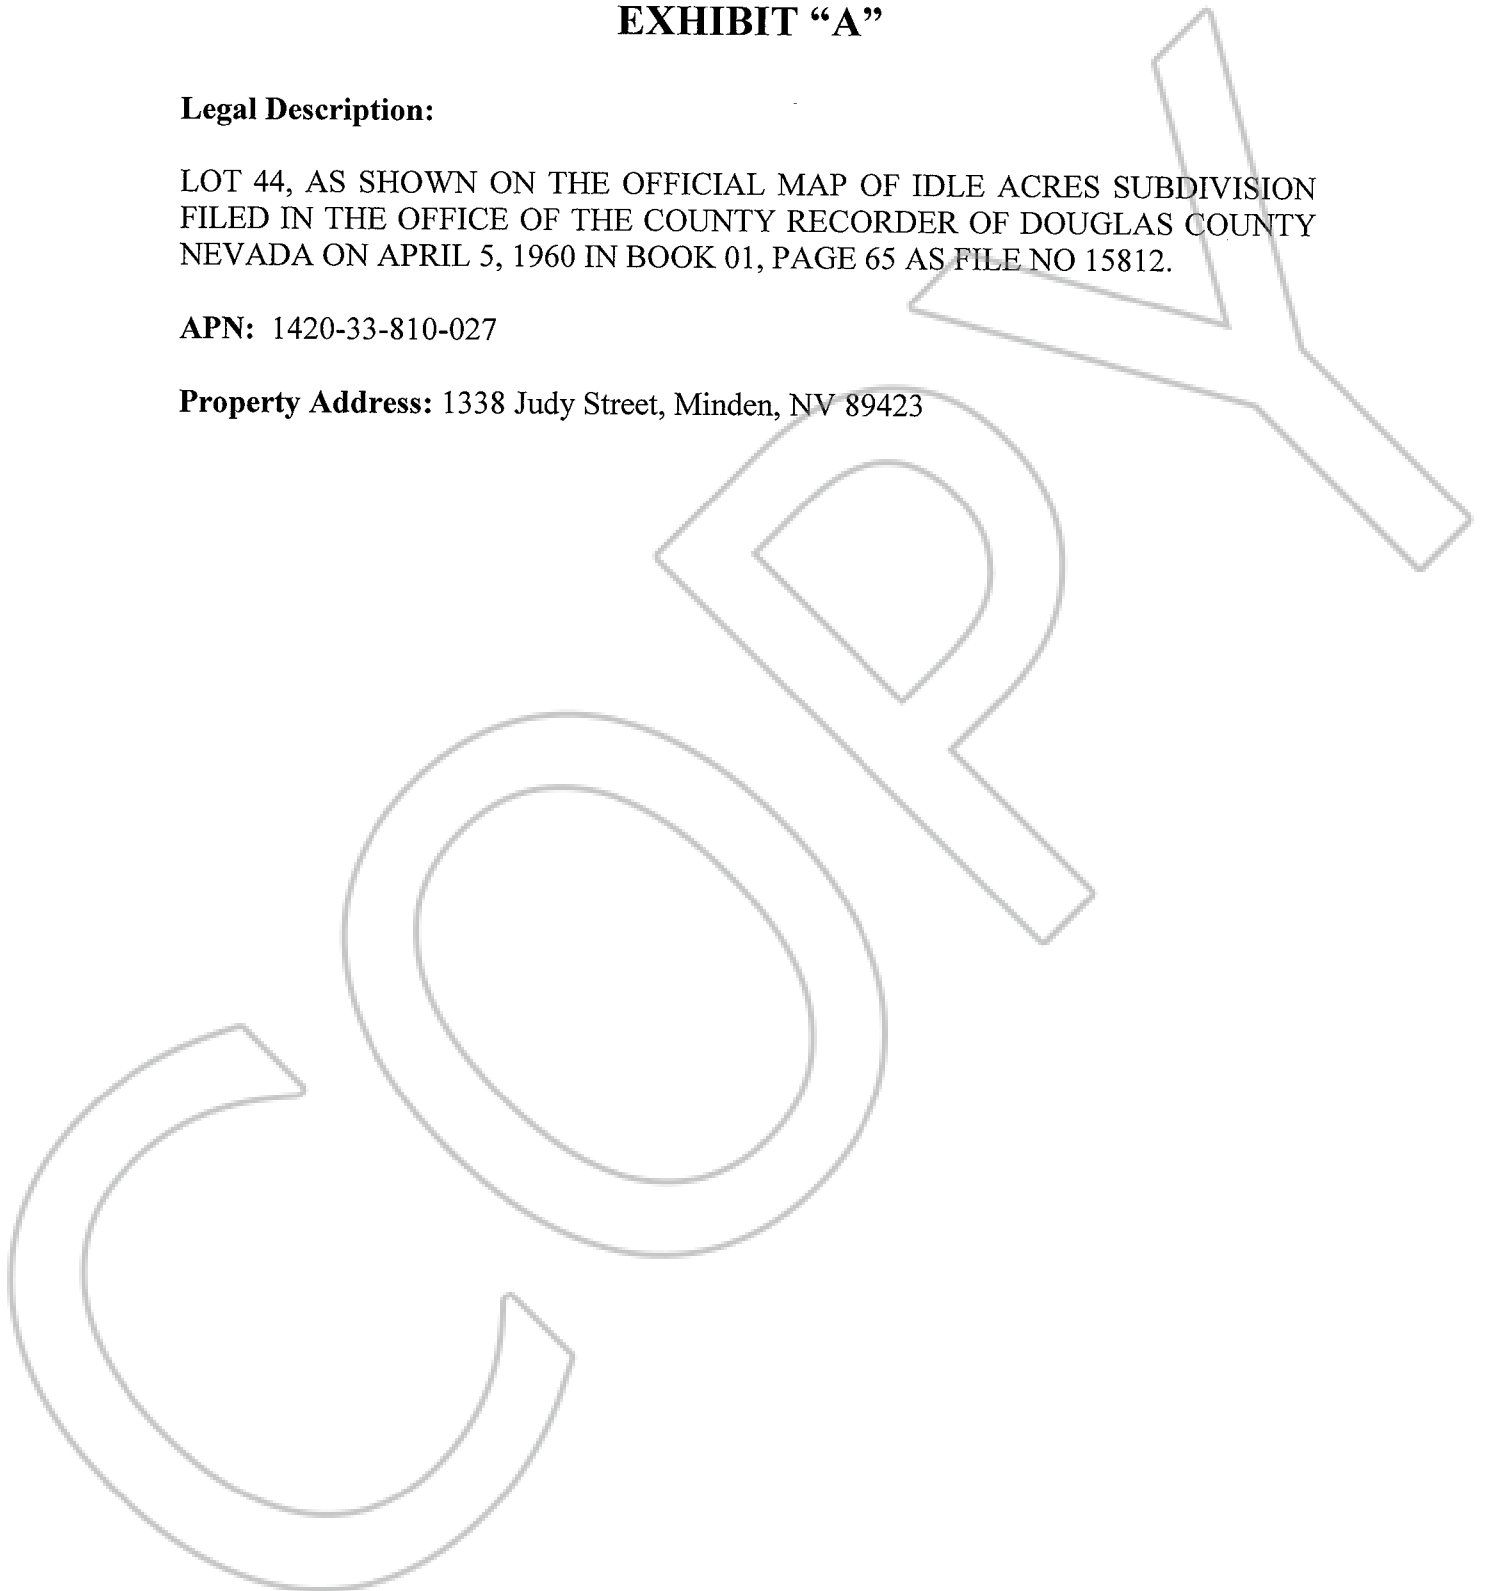 EXHIBIT “A”
Legal Description:
LOT 44, AS SHOWN ON THE OFFICIAL MAP OF IDLE ACRES SUBDIVISION
FILED IN THE OFFICE OF THE COUNTY RECORDER OF DOUGLAS COUNTY
NEVADA ON APRIL 5, 1960 IN BOOK 01, PAGE 65 AS FILE NO 15812.
APN: 1420-33-810-027
Property Address: 1338 Judy Street, Minden, NV 89423
COPY